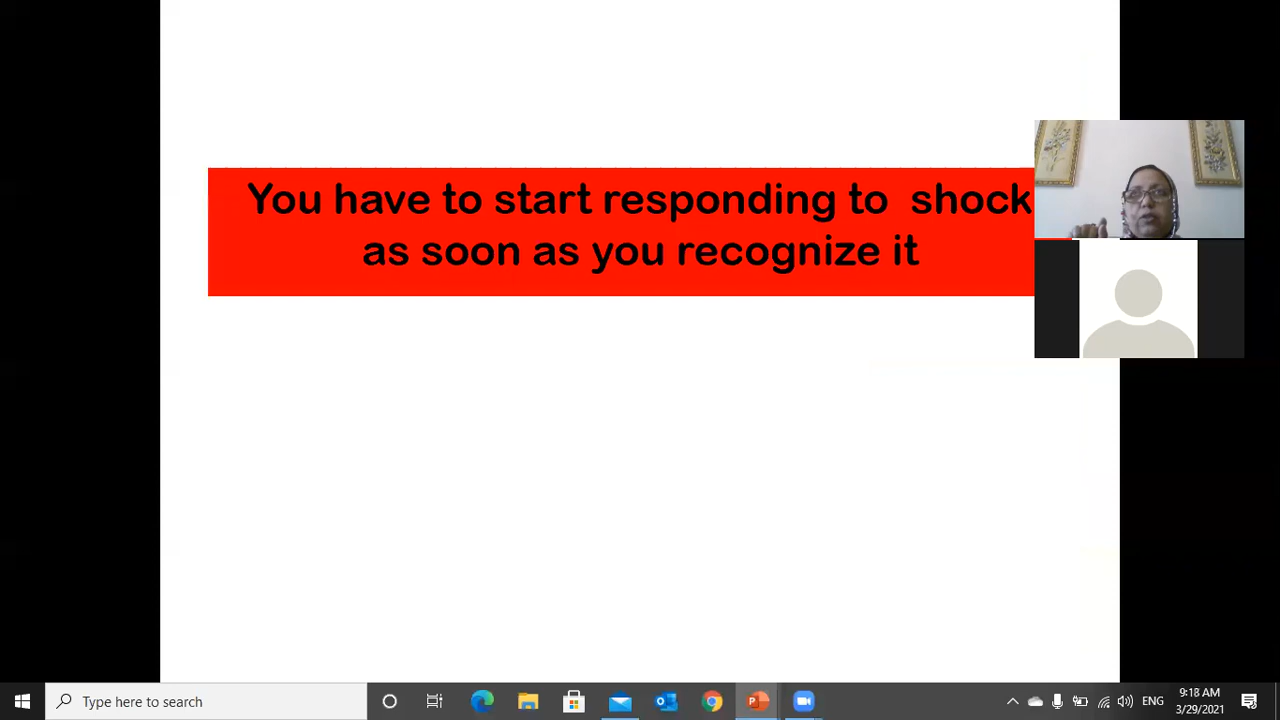 You have to start responding to  shock
as soon as you recognize it
Type here to search
ENG
9:18 AM
3/29/2021